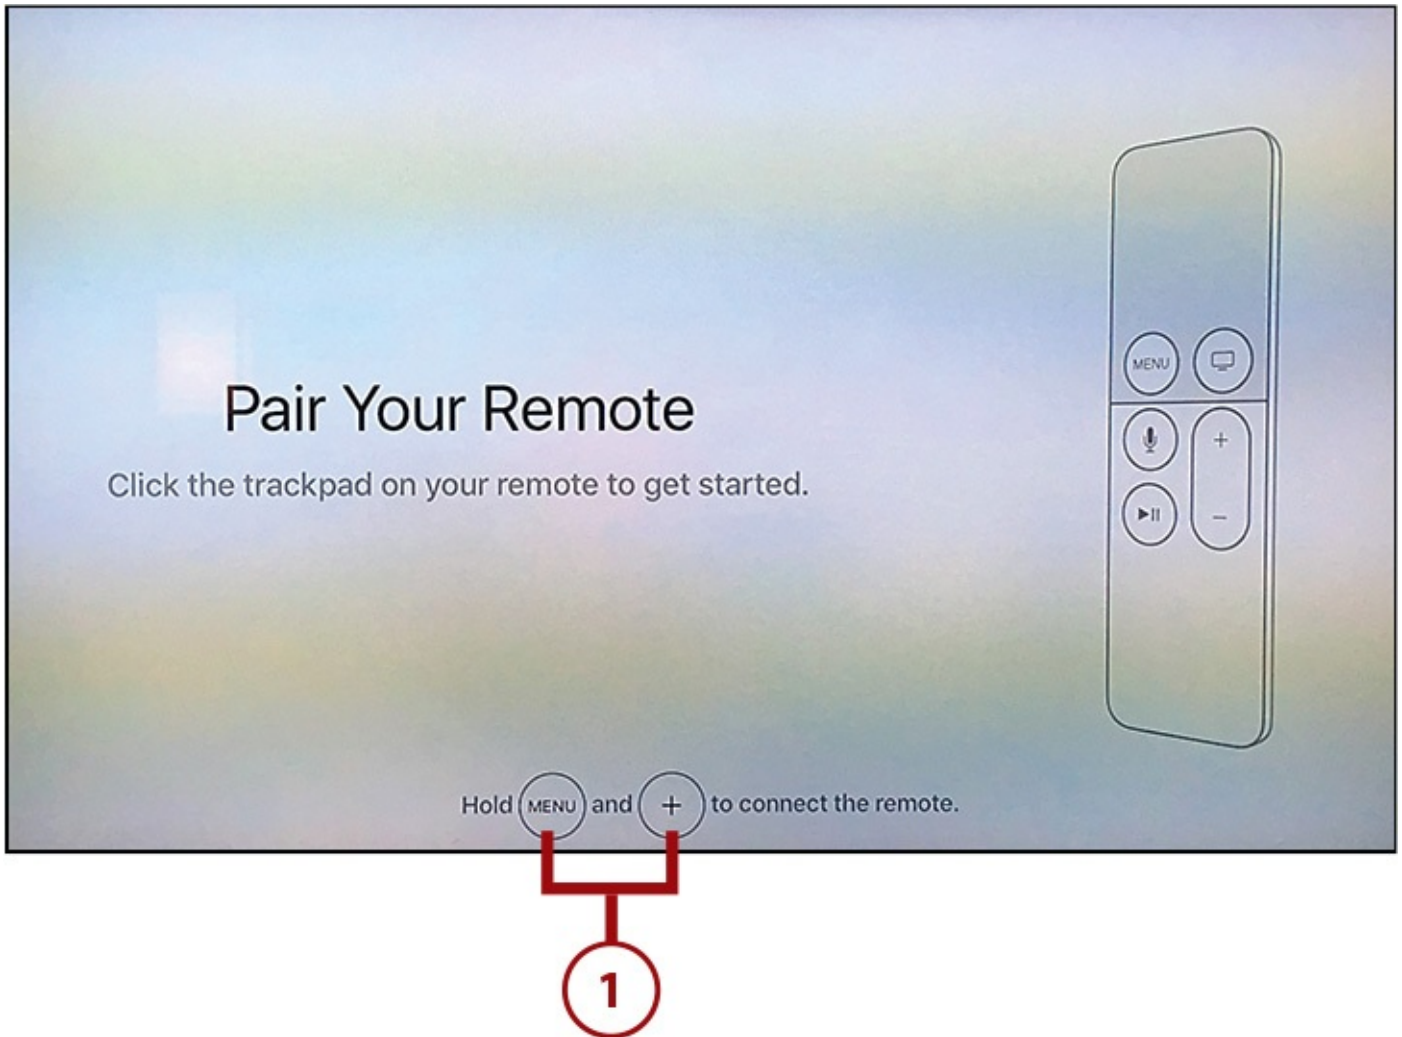 Pair Your Remote
Click the trackpad on your remote to get started.
MENU
+
−
Hold MENU and + to connect the remote.
1